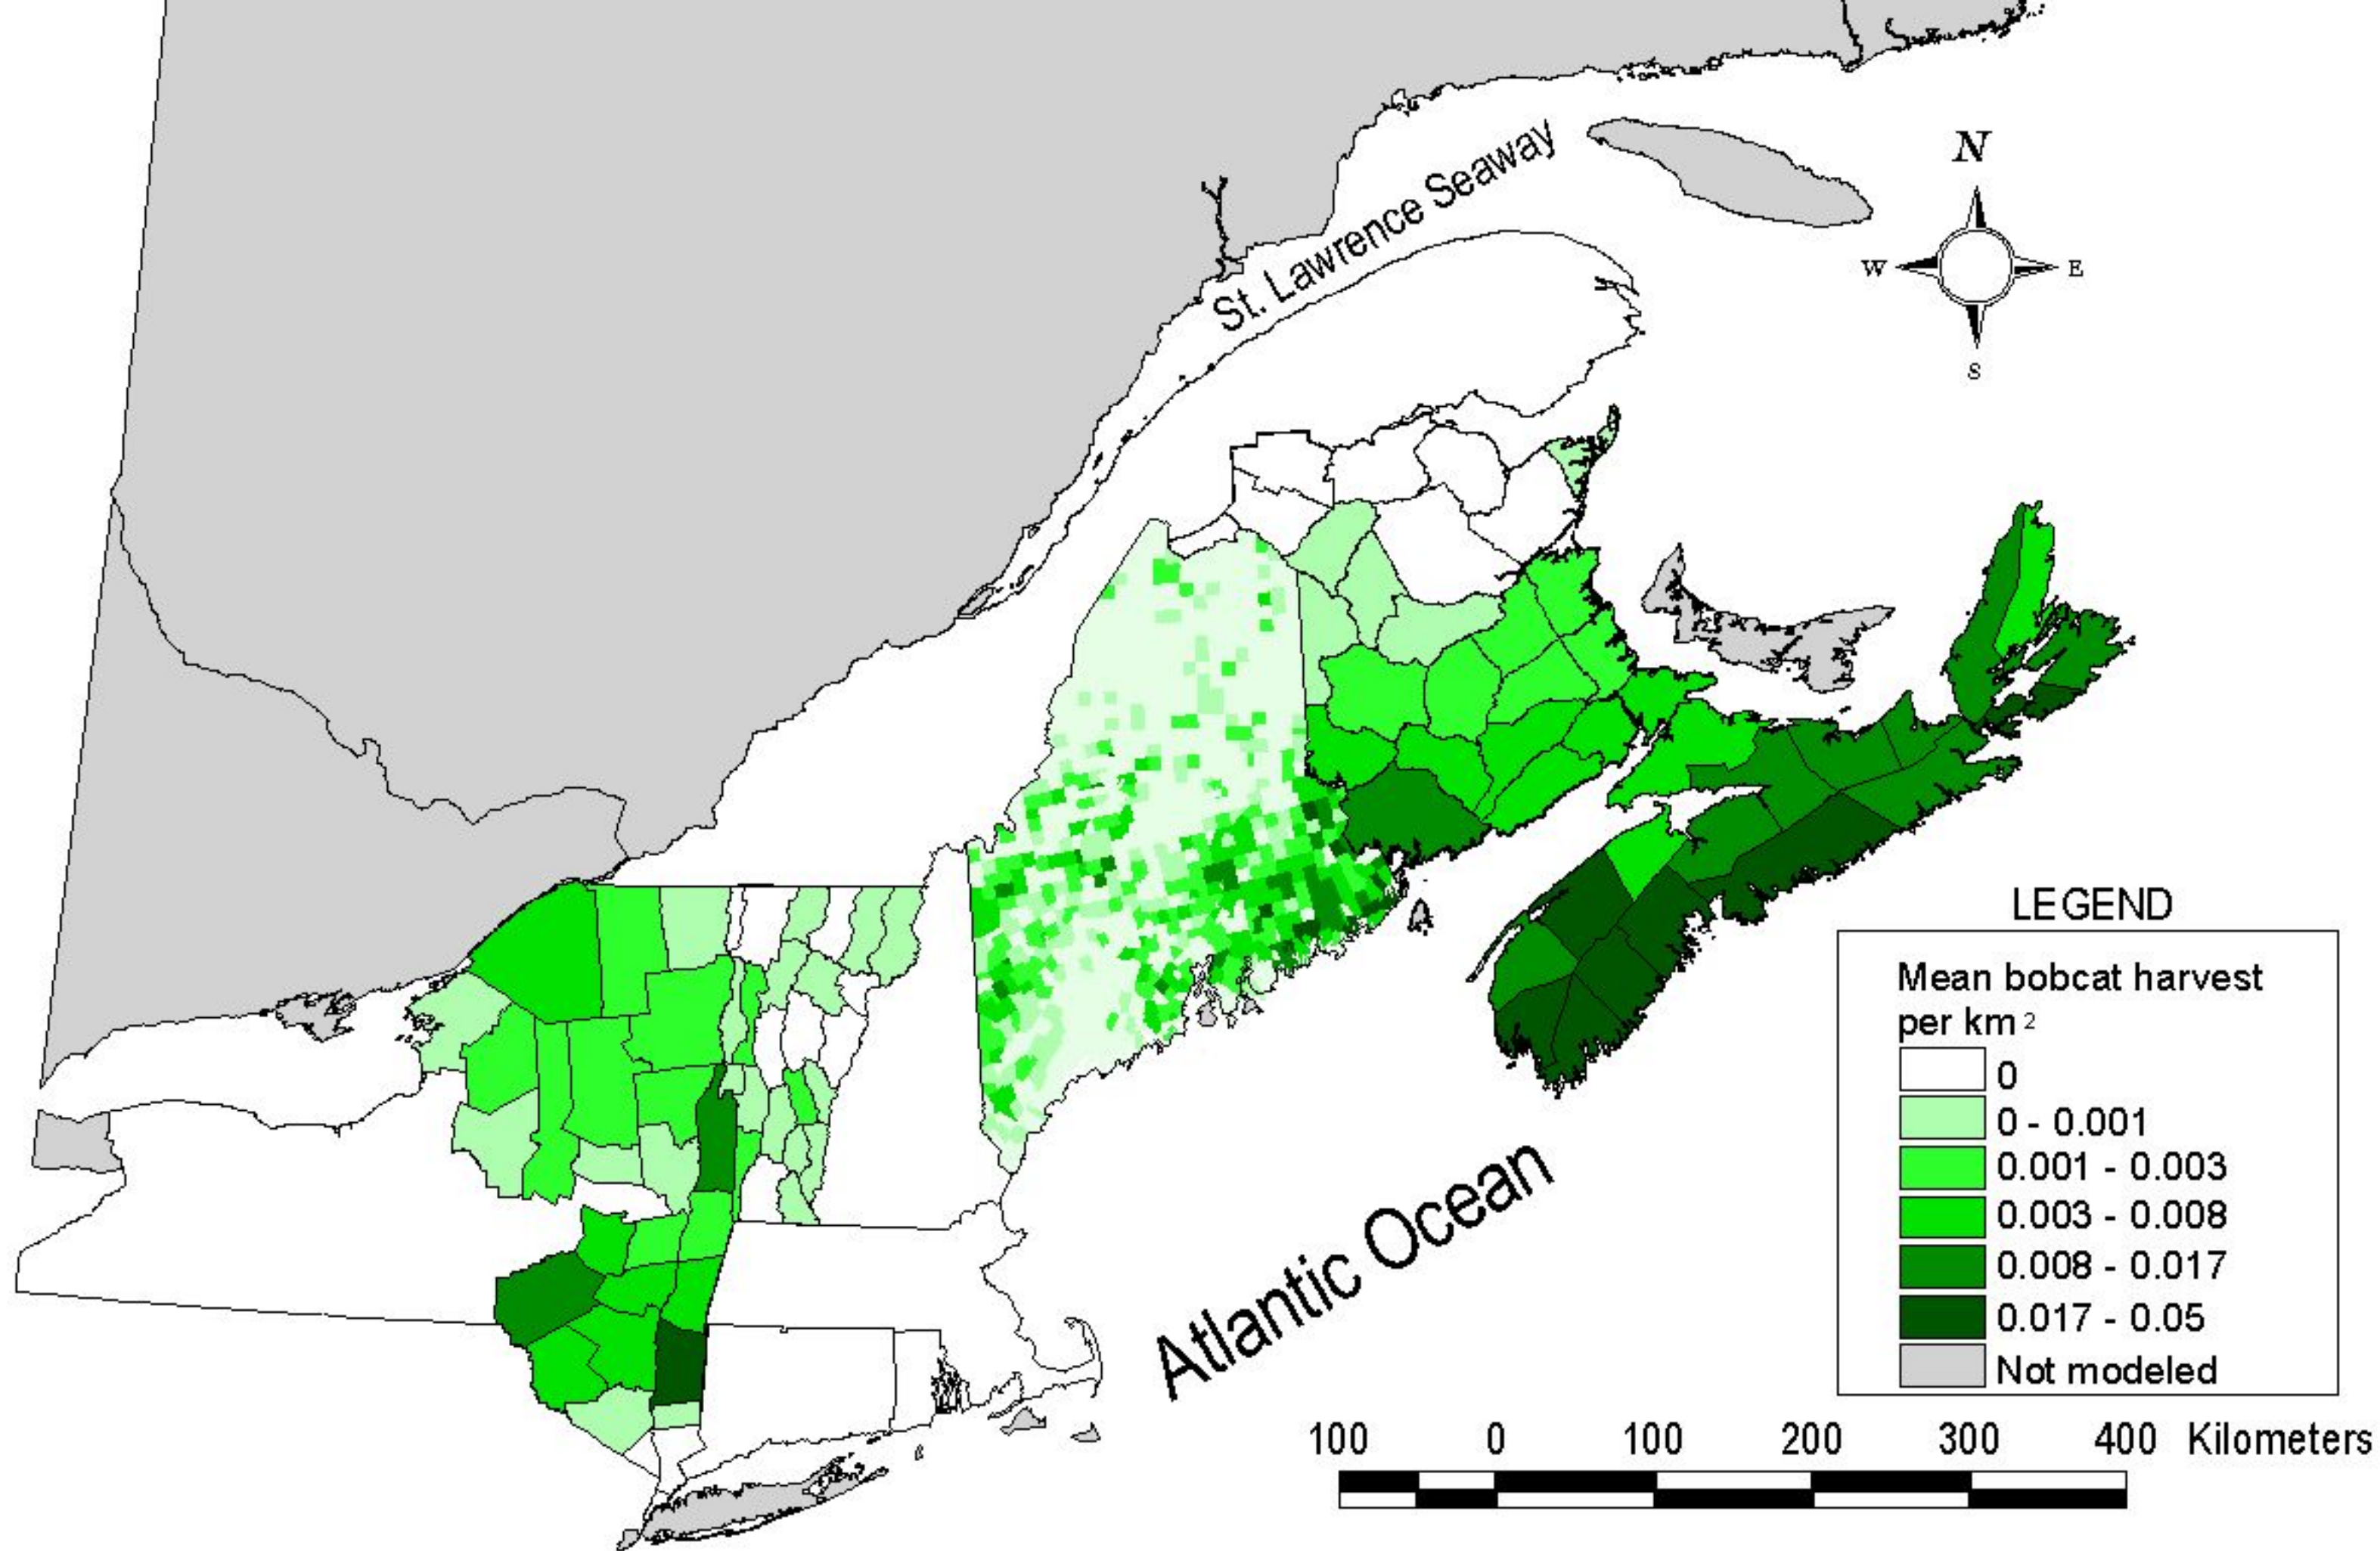 St. Lawrence Seaway
N
W
E
S
Atlantic Ocean
LEGEND
Mean bobcat harvest
per km 2
0
0 - 0.001
0.001 - 0.003
0.003 - 0.008
0.008 - 0.017
0.017 - 0.05
Not modeled
100 0 100 200 300 400 Kilometers